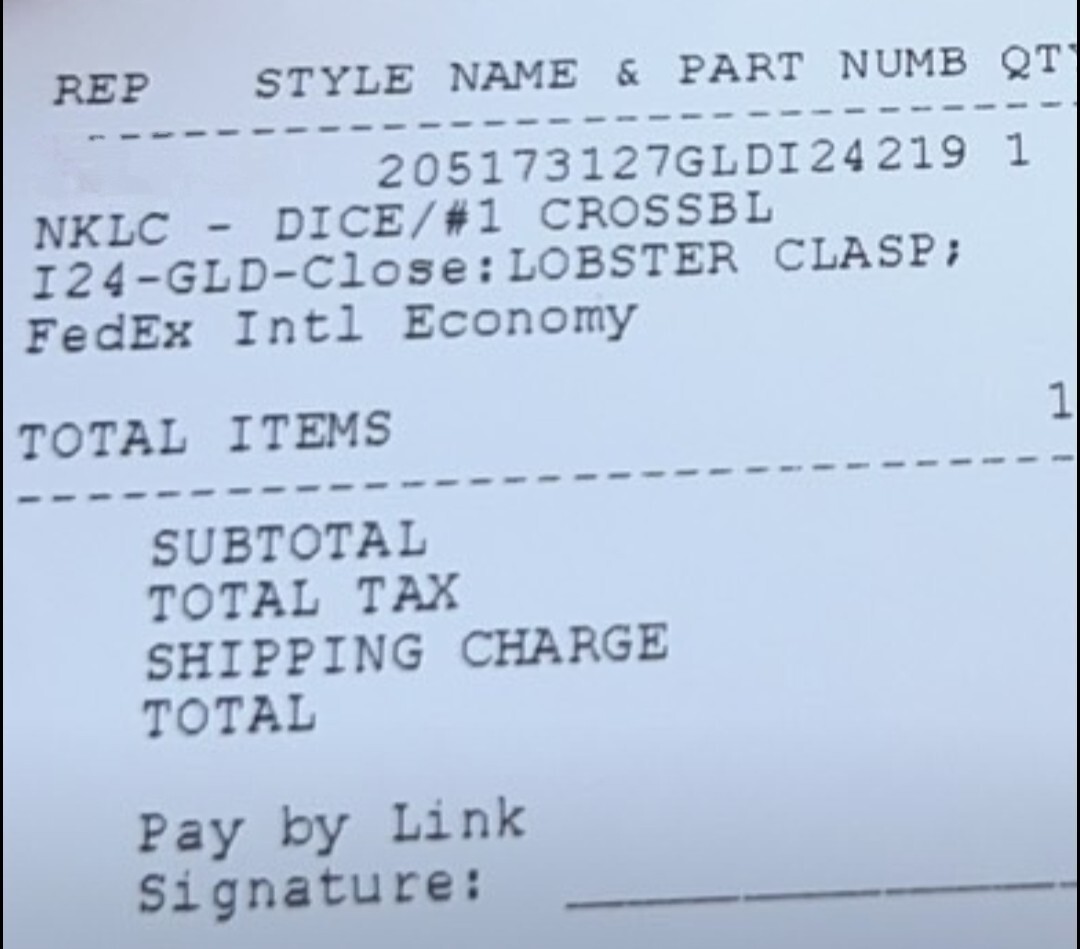 REP STYLE NAME & PART NUMB QTY
205173127GLDI24219 1
NKLC - DICE/#1 CROSSBL
I24-GLD-Close:LOBSTER CLASP;
FedEx Intl Economy
TOTAL ITEMS 1
SUBTOTAL
TOTAL TAX
SHIPPING CHARGE
TOTAL
Pay by Link
Signature: